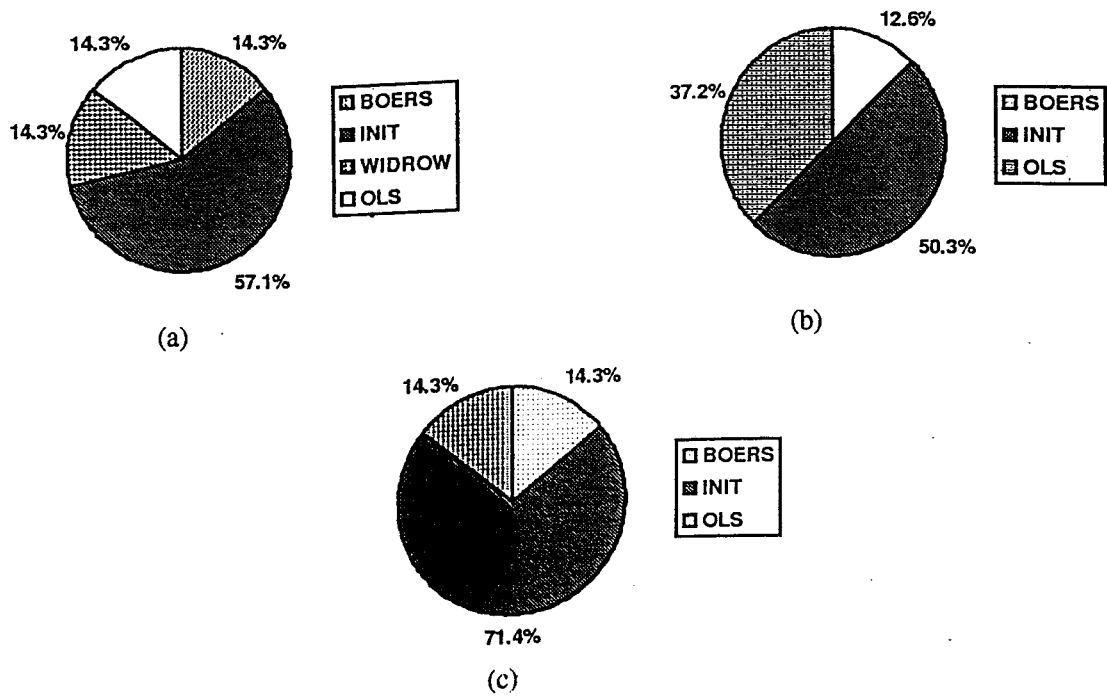 14.3%
14.3%
14.3%
57.1%
BOERS
INIT
WIDROW
OLS
(a)
12.6%
37.2%
50.3%
BOERS
INIT
OLS
(b)
14.3%
14.3%
71.4%
BOERS
INIT
OLS
(c)